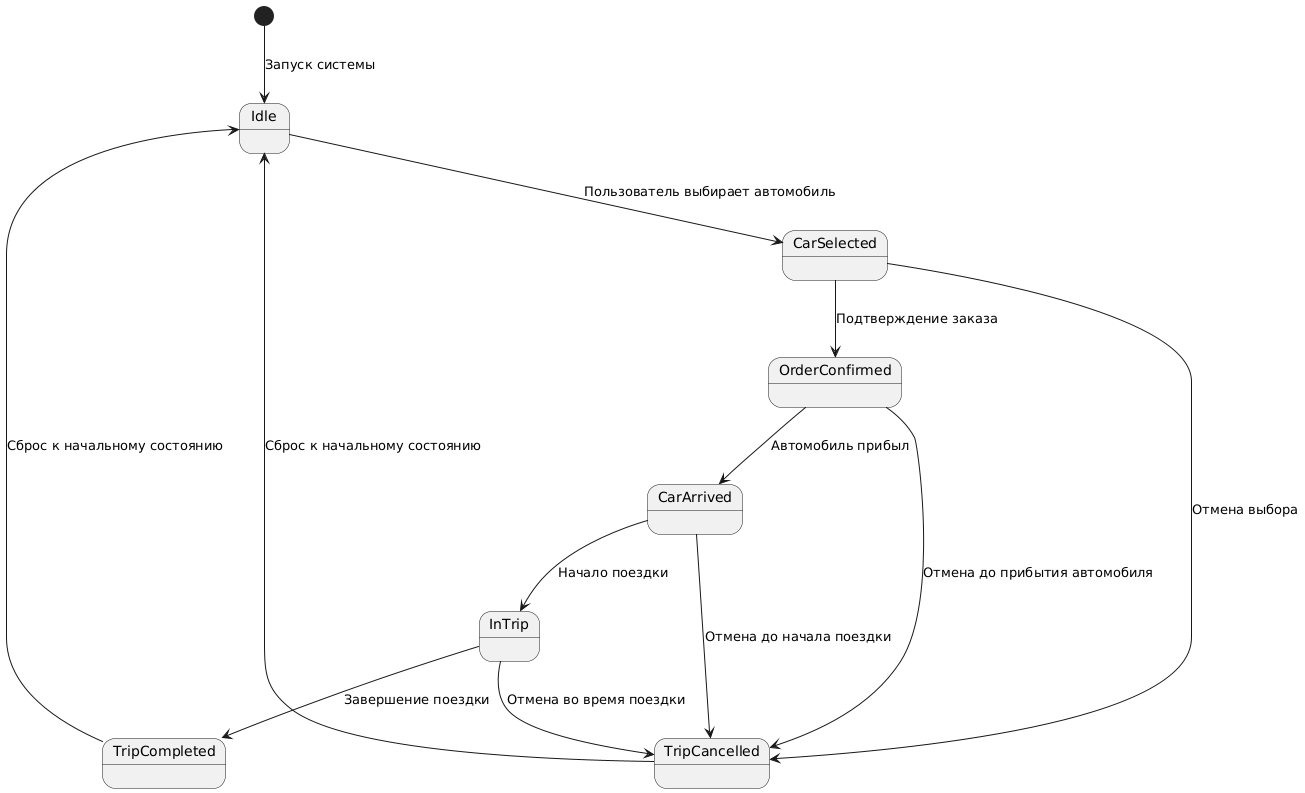 Запуск системы
Idle
Пользователь выбирает автомобиль
CarSelected
Подтверждение заказа
OrderConfirmed
Сброс к начальному состоянию
Сброс к начальному состоянию
Автомобиль прибыл
CarArrived
Отмена выбора
Начало поездки
Отмена до прибытия автомобиля
InTrip
Отмена до начала поездки
Завершение поездки
Отмена во время поездки
TripCompleted
TripCancelled